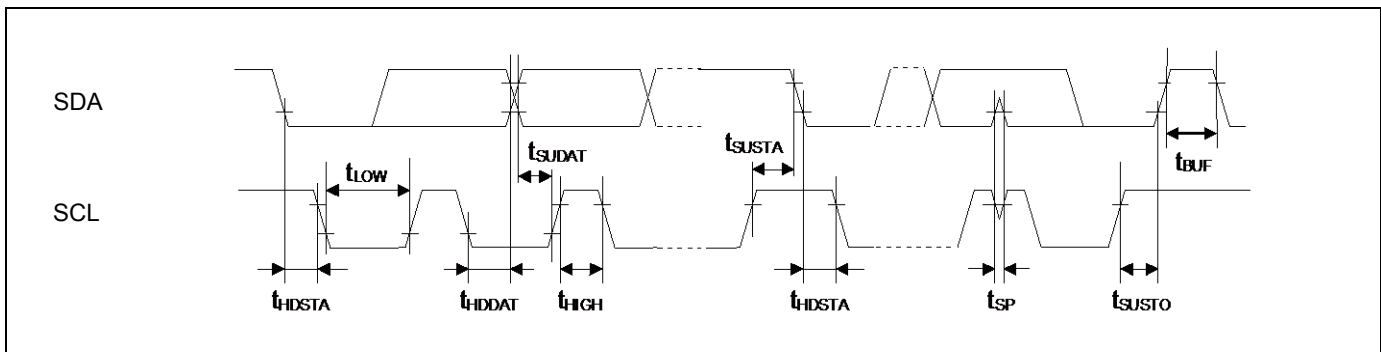 SDA
tSUDAT
tSUSTA
tBUF
tLOW
SCL
tHDSTA
tHDDAT
tHIGH
tHDSTA
tSP
tSUSTO